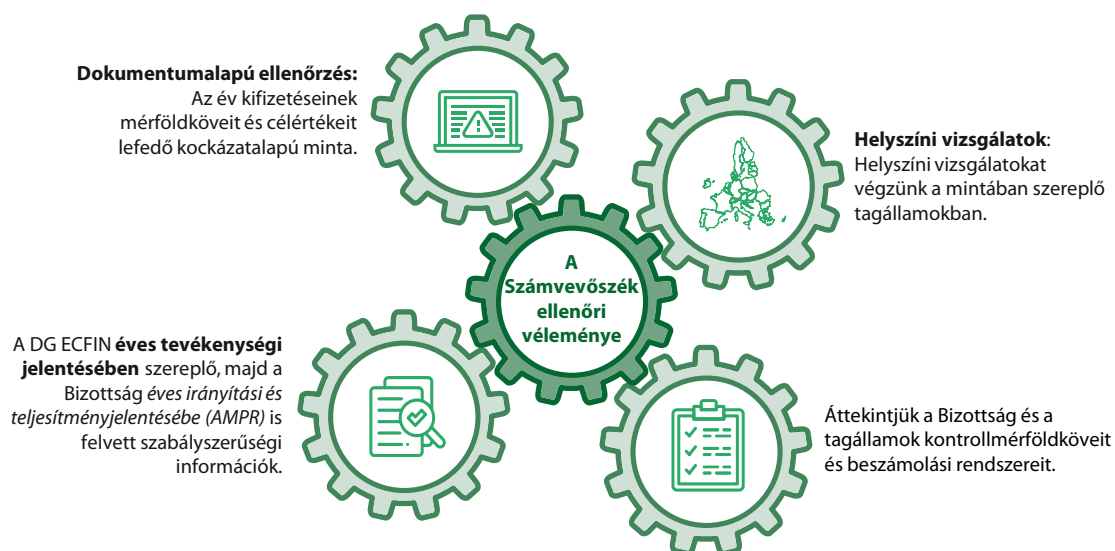 Dokumentumalapú ellenőrzés:
Az év kifizetéseinek
mérföldköveit és célértékeit
lefedő kockázatalapú minta.
Helyszíni vizsgálatok:
Helyszíni vizsgálatokat
végzünk a mintában szereplő
tagállamokban.
A
Számvevőszék
ellenőri
véleménye
A DG ECFIN éves tevékenységi
jelentésében szereplő, majd a
Bizottság éves irányítási és
teljesítményjelentésébe (AMPR) is
felvett szabályszerűségi
információk.
Áttekintjük a Bizottság és a
tagállamok kontrollmérföldköveit
és beszámolási rendszereit.